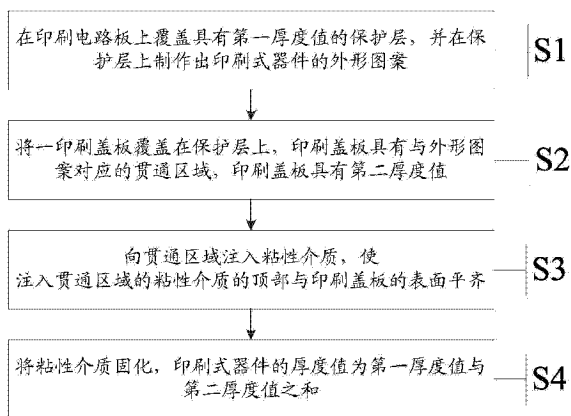 在印刷电路板上覆盖具有第一厚度值的保护层，并在保
护层上制作出印刷式器件的外形图案
S1
将一印刷盖板覆盖在保护层上，印刷盖板具有与外形图
案对应的贯通区域，印刷盖板具有第二厚度值
S2
向贯通区域注入粘性介质，使
注入贯通区域的粘性介质的顶部与印刷盖板的表面平齐
S3
将粘性介质固化，印刷式器件的厚度值为第一厚度值与
第二厚度值之和
S4